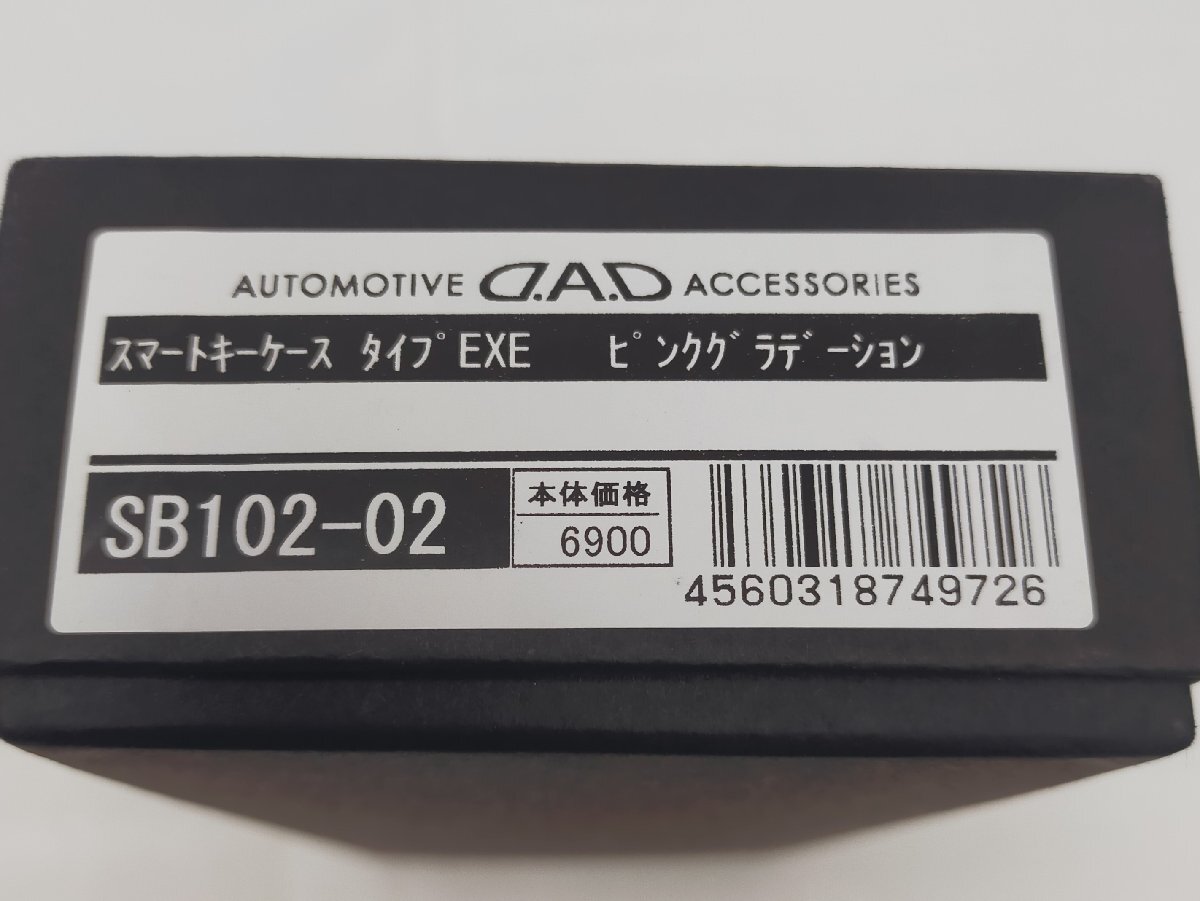 AUTOMOTIVE D.A.D ACCESSORIES
ｽﾏｰﾄｷｰｹｰｽ ﾀｲﾌﾟEXE ﾋﾟﾝｸｸﾞﾗﾃﾞｰｼｮﾝ
SB102-02
本体価格
6900
4560318749726